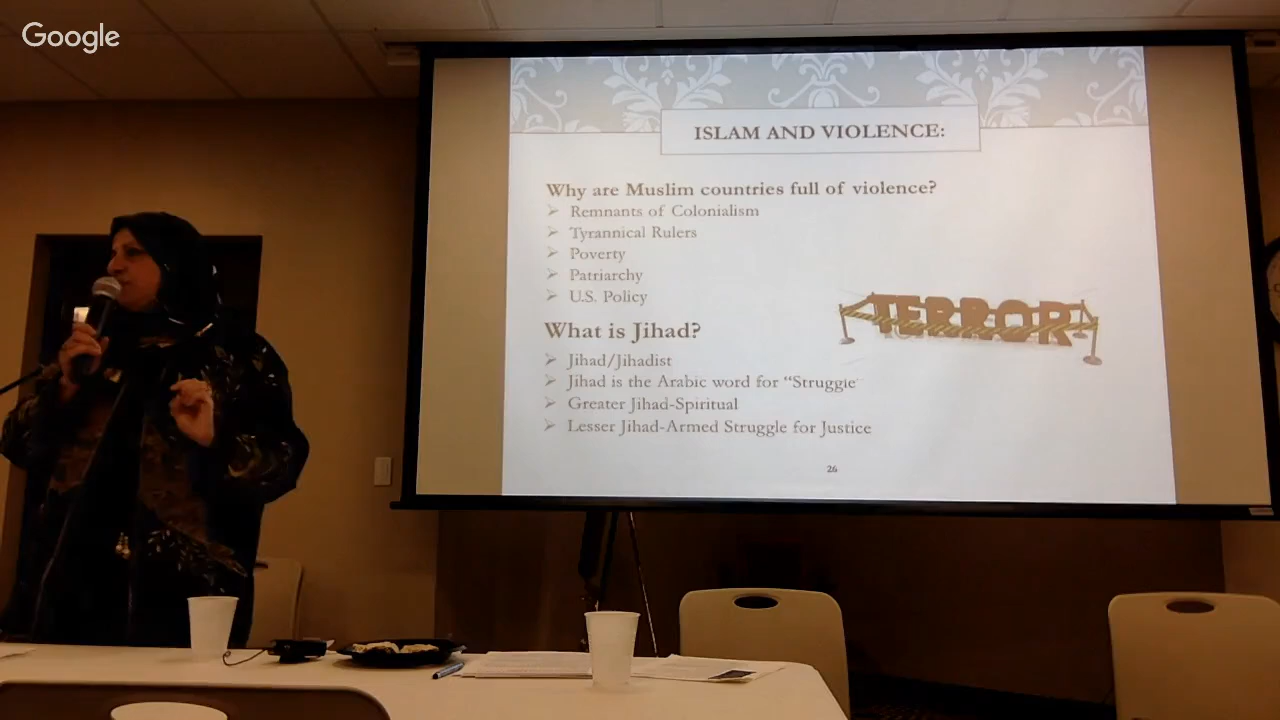 Google
ISLAM AND VIOLENCE:
Why are Muslim countries full of violence?
➢ Remnants of Colonialism
➢ Tyrannical Rulers
➢ Poverty
➢ Patriarchy
➢ U.S. Policy
TERROR
What is Jihad?
➢ Jihad/Jihadist
➢ Jihad is the Arabic word for “Struggle
➢ Greater Jihad-Spiritual
➢ Lesser Jihad-Armed Struggle for Justice
26